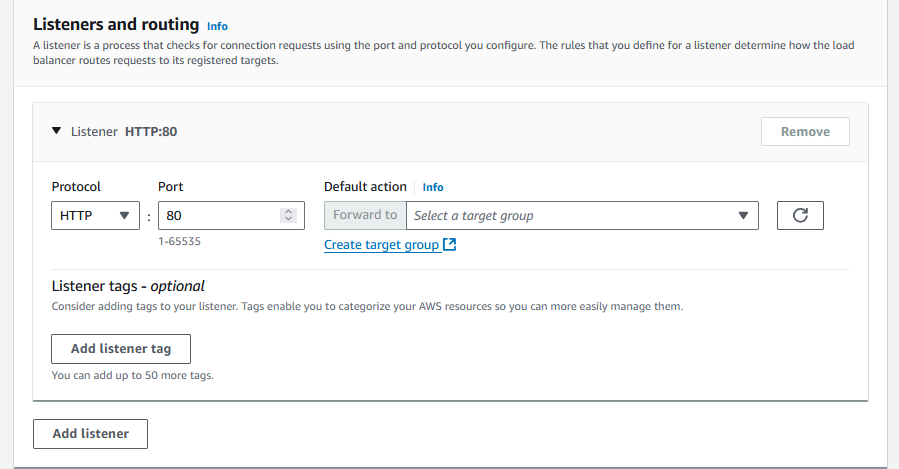 Listeners and routing Info
A listener is a process that checks for connection requests using the port and protocol you configure. The rules that you define for a listener determine how the load
balancer routes requests to its registered targets.
Listener HTTP:80
Remove
Protocol Port Default action Info
HTTP : 80 Forward to Select a target group
1-65535
Create target group
Listener tags - optional
Consider adding tags to your listener. Tags enable you to categorize your AWS resources so you can more easily manage them.
Add listener tag
You can add up to 50 more tags.
Add listener